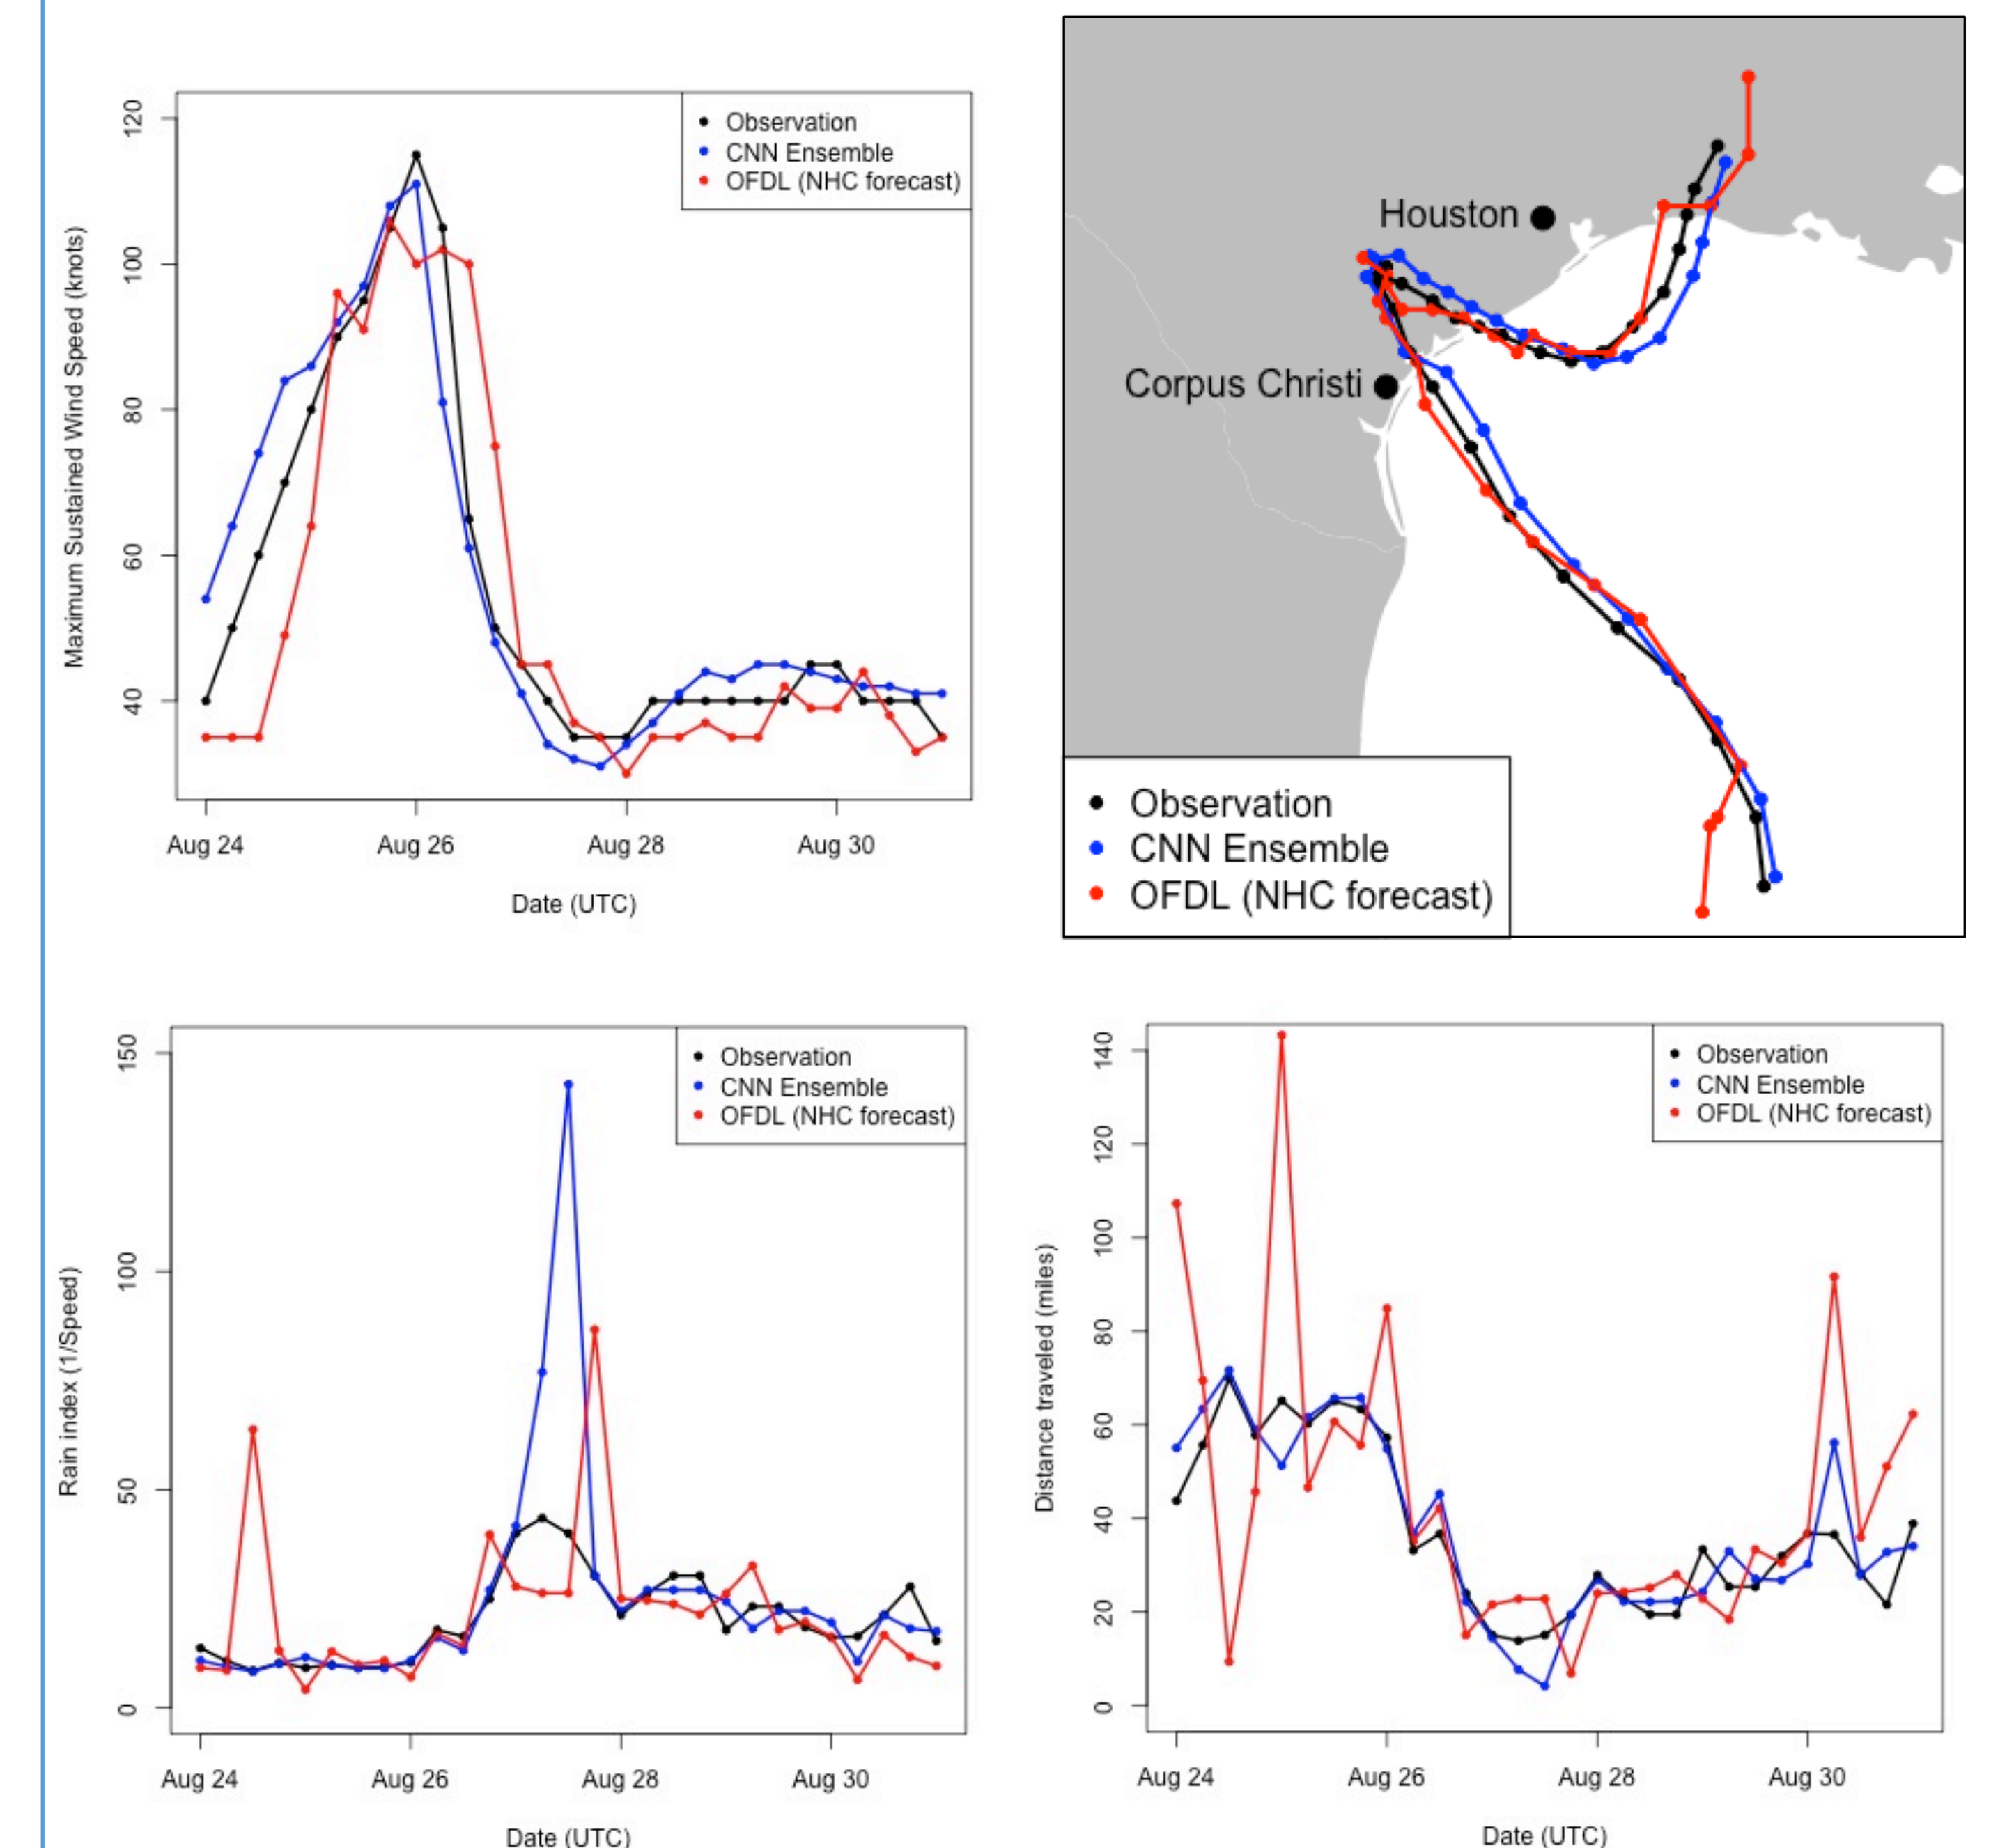 Maximum Sustained Wind Speed (knots)
120
100
80
60
40
Observation
CNN Ensemble
OFDL (NHC forecast)
Aug 24
Aug 26
Aug 28
Aug 30
Date (UTC)
Houston
Corpus Christi
Observation
CNN Ensemble
OFDL (NHC forecast)
Rain index (1/Speed)
150
100
50
0
Observation
CNN Ensemble
OFDL (NHC forecast)
Aug 24
Aug 26
Aug 28
Aug 30
Date (UTC)
Distance traveled (miles)
140
120
100
80
60
40
20
0
Observation
CNN Ensemble
OFDL (NHC forecast)
Aug 24
Aug 26
Aug 28
Aug 30
Date (UTC)